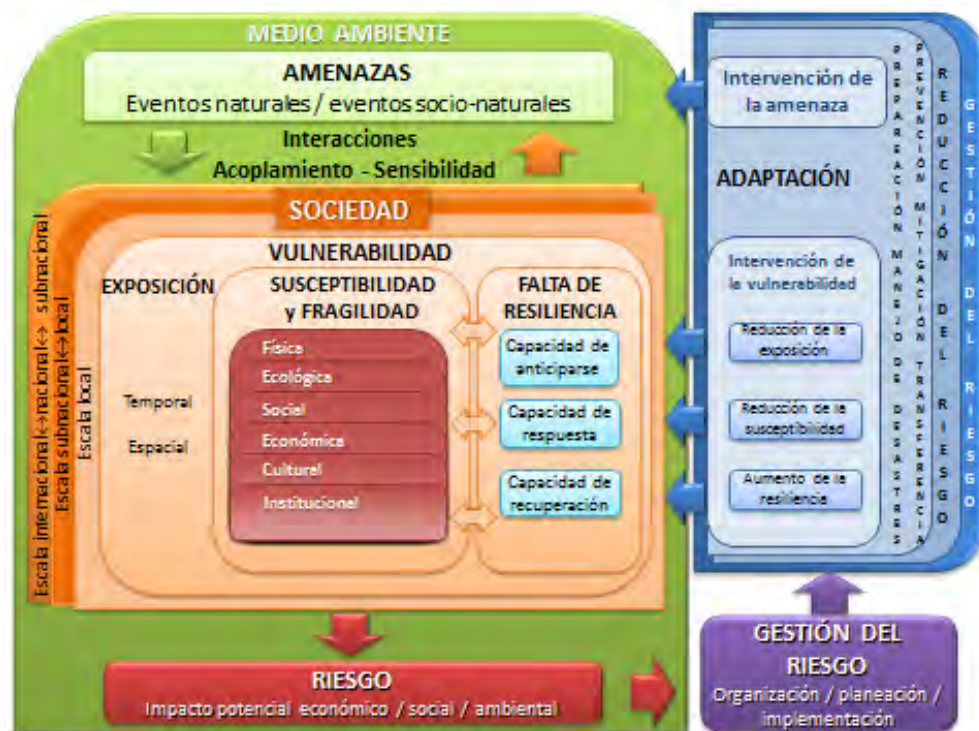 MEDIO AMBIENTE
AMENAZAS
Eventos naturales / eventos socio-naturales
Interacciones
Acoplamiento - Sensibilidad
SOCIEDAD
VULNERABILIDAD
EXPOSICIÓN
Temporal
Espacial
SUSCEPTIBILIDAD
y FRAGILIDAD
Física
Ecológica
Social
Económica
Cultural
Institucional
FALTA DE
RESILIENCIA
Capacidad de
anticiparse
Capacidad de
respuesta
Capacidad de
recuperación
Escala internacional<->nacional<-> subnacional
Escala subnacional<->local
Escala local
RIESGO
Impacto potencial económico / social / ambiental
Intervención de
la amenaza
ADAPTACIÓN
Intervención de
la vulnerabilidad
Reducción de la
exposición
Reducción de la
susceptibilidad
Aumento de la
resiliencia
PREPARACIÓN MANEJO DE DESASTRES
PREVENCIÓN MITIGACIÓN TRANSFERENCIA
REDUCCIÓN DEL RIESGO
GESTIÓN DEL RIESGO
GESTIÓN DEL
RIESGO
Organización / planeación /
implementación